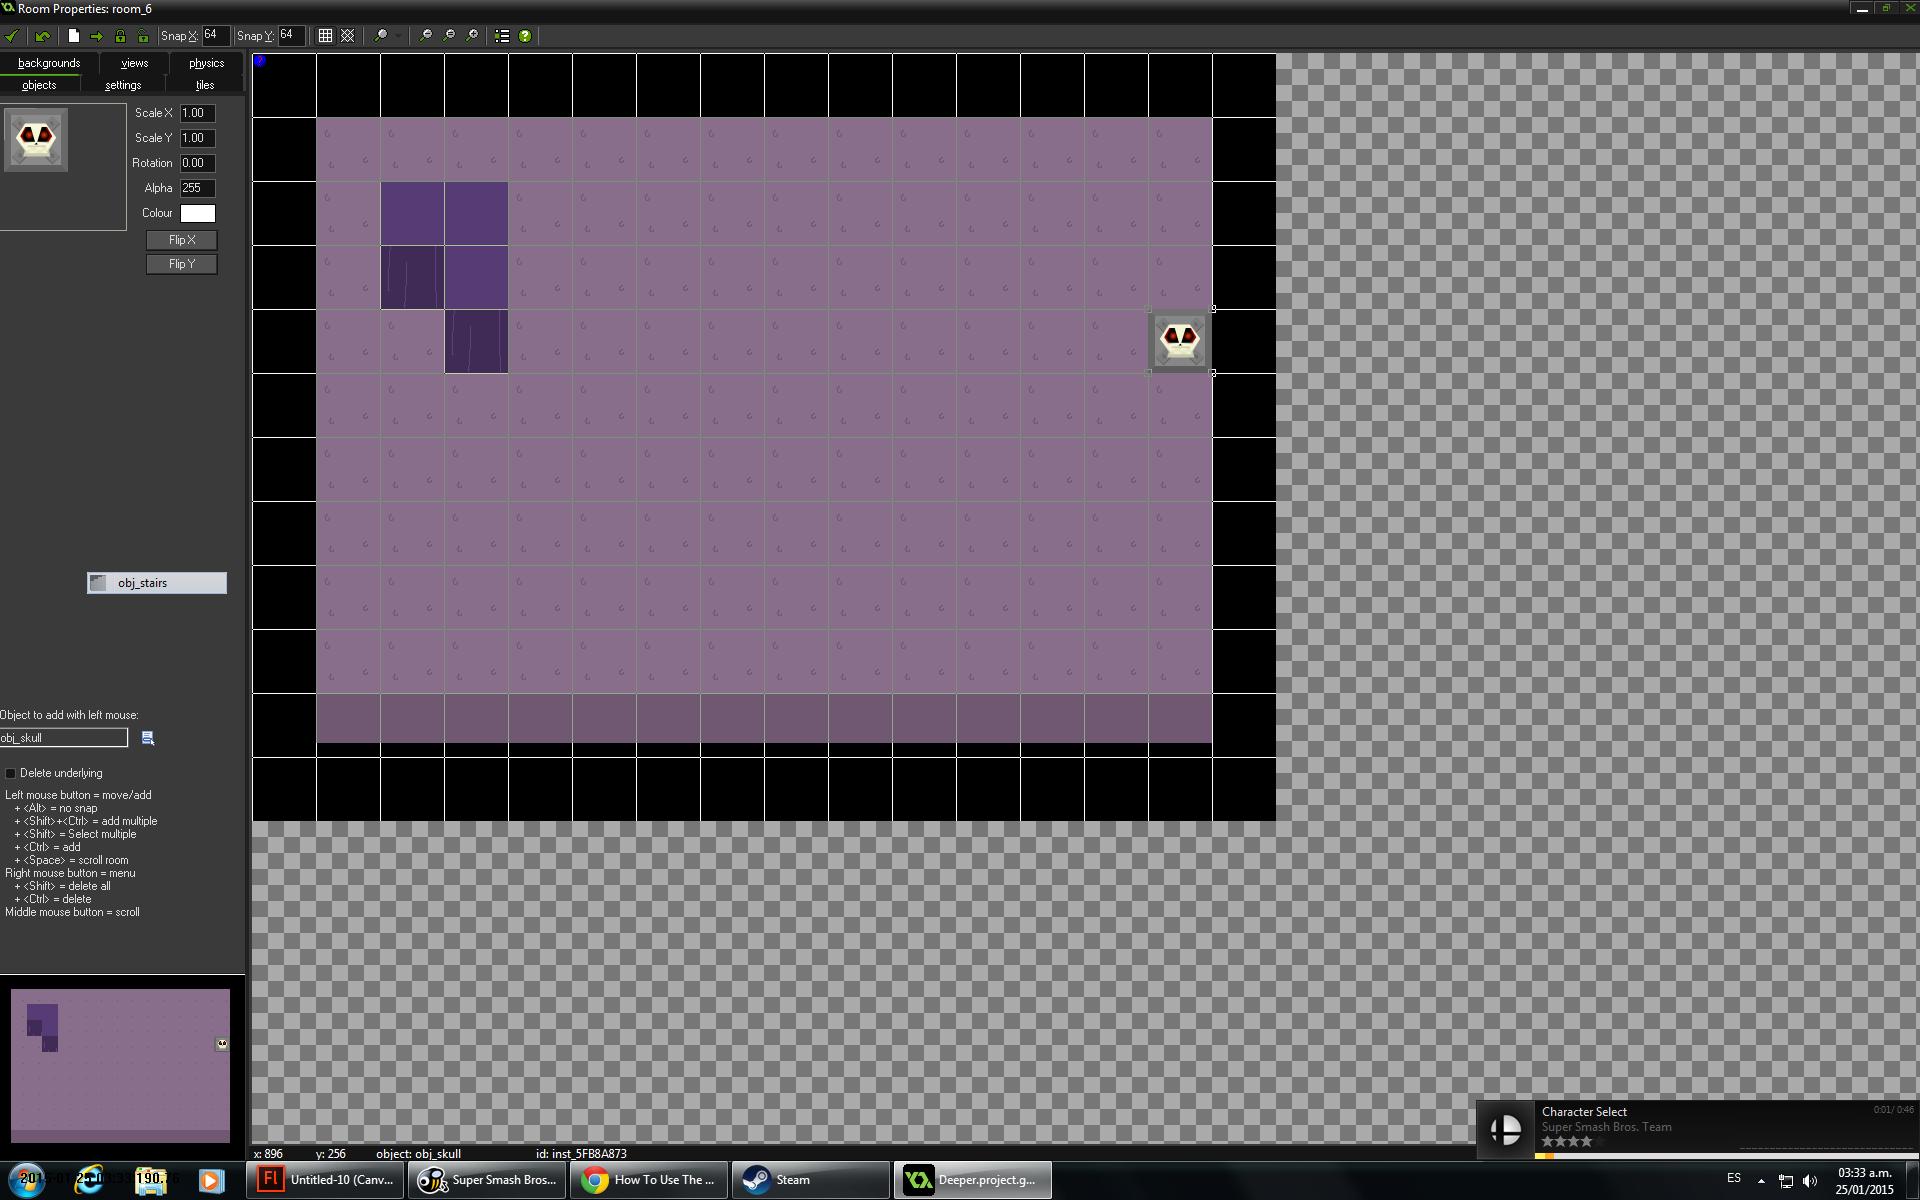 Room Properties: room_6
Snap X: 64 Snap Y: 64
backgrounds views physics
objects settings tiles
Scale X 1.00
Scale Y 1.00
Rotation 0.00
Alpha 255
Colour
Flip X
Flip Y
obj_stairs
Object to add with left mouse:
obj_skull
Delete underlying
Left mouse button = move/add
+ <Alt> = no snap
+ <Shift>+<Ctrl> = add multiple
+ <Shift> = Select multiple
+ <Ctrl> = add
+ <Space> = scroll room
Right mouse button = menu
+ <Shift> = delete all
+ <Ctrl> = delete
Middle mouse button = scroll
x: 896 y: 256 object: obj_skull id: inst_5FB8A873
Character Select 0:01/ 0:46
Super Smash Bros. Team
Untitled-10 (Canv...
Super Smash Bros...
How To Use The ...
Steam
Deeper.project.g...
ES
03:33 a.m.
25/01/2015